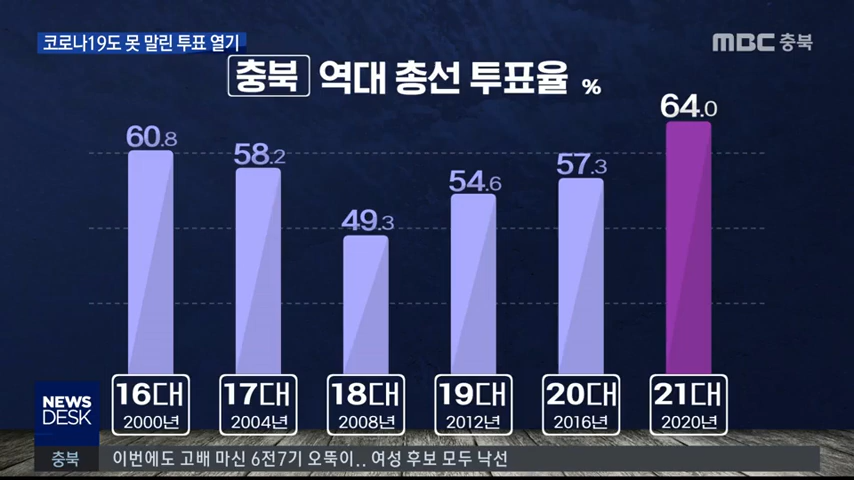 코로나19도 못 말린 투표 열기
MBC 충북
충북 역대 총선 투표율 %
60.8
58.2
49.3
54.6
57.3
64.0
16대
2000년
17대
2004년
18대
2008년
19대
2012년
20대
2016년
21대
2020년
NEWS
DESK
충북
이번에도 고배 마신 6전7기 오뚝이.. 여성 후보 모두 낙선